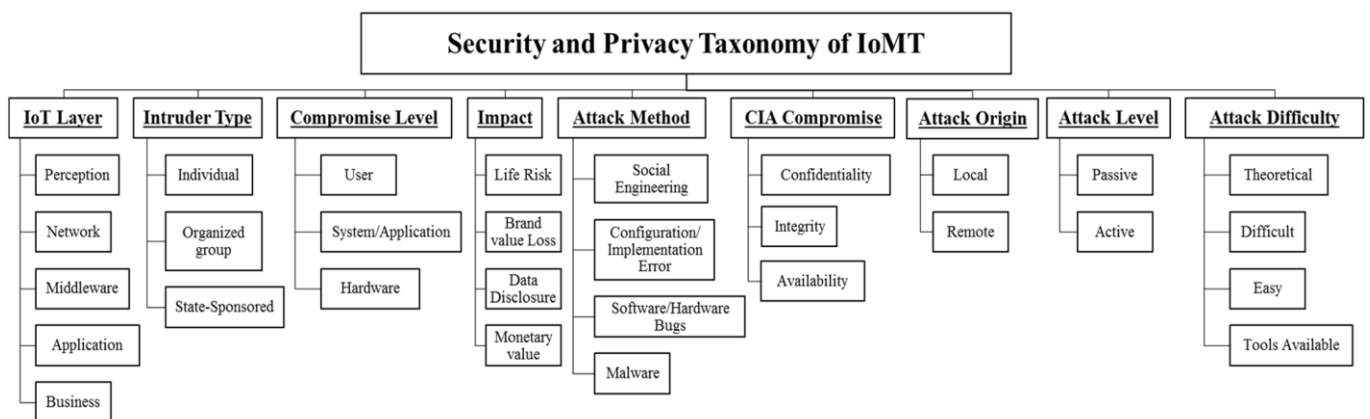 Security and Privacy Taxonomy of IoMT
IoT Layer
Perception
Network
Middleware
Application
Business
Intruder Type
Individual
Organized
group
State-Sponsored
Compromise Level
User
System/Application
Hardware
Impact
Life Risk
Brand
value Loss
Data
Disclosure
Monetary
value
Attack Method
Social
Engineering
Configuration/
Implementation
Error
Software/Hardware
Bugs
Malware
CIA Compromise
Confidentiality
Integrity
Availability
Attack Origin
Local
Remote
Attack Level
Passive
Active
Attack Difficulty
Theoretical
Difficult
Easy
Tools Available